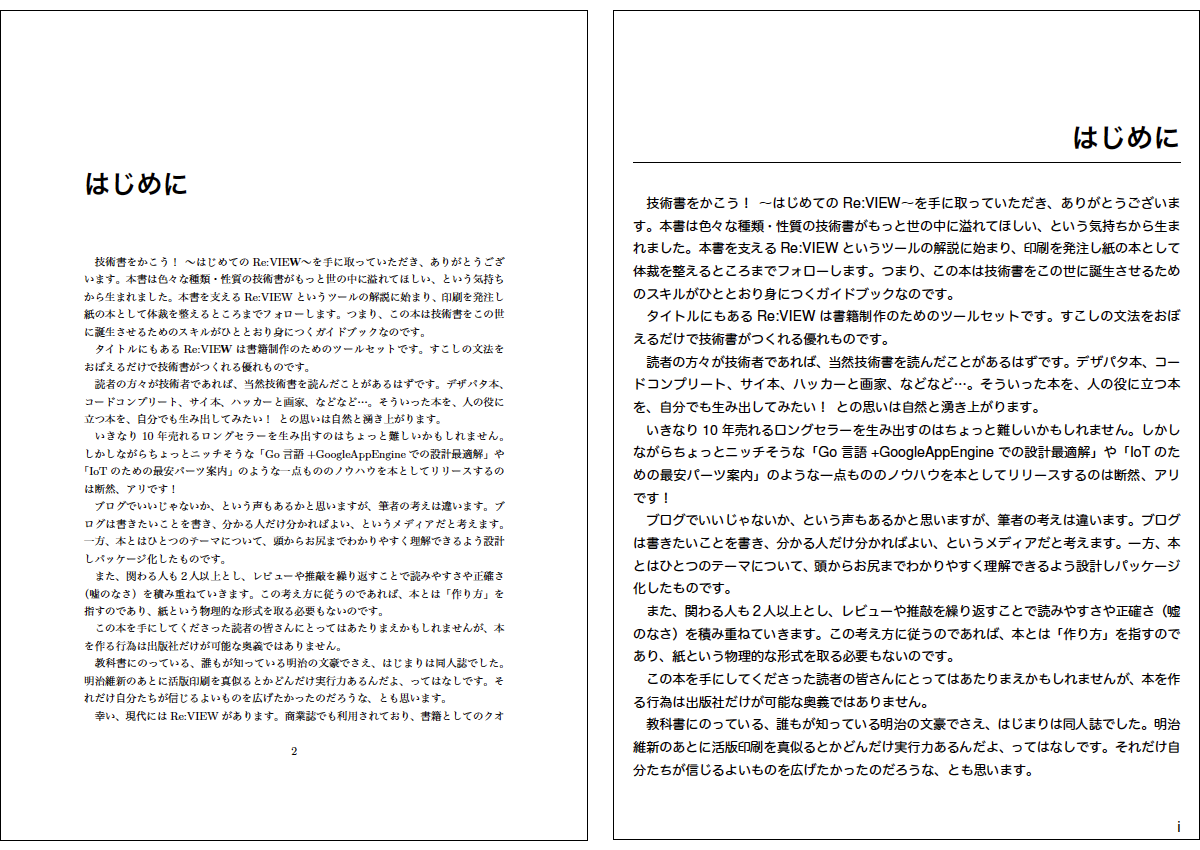 はじめに
技術書をかこう！ ～はじめての Re:VIEW～を手に取っていただき、ありがとうござ
います。本書は色々な種類・性質の技術書がもっと世の中に溢れてほしい、という気持ち
から生まれました。本書を支える Re:VIEW というツールの解説に始まり、印刷を発注し
紙の本として体裁を整えるところまでフォローします。つまり、この本は技術書をこの世
に誕生させるためのスキルがひととおり身につくガイドブックなのです。
タイトルにもある Re:VIEW は書籍制作のためのツールセットです。すこしの文法を
おぼえるだけで技術書がつくれる優れものです。
読者の方々が技術者であれば、当然技術書を読んだことがあるはずです。デザパタ本、
コードコンプリート、サイ本、ハッカーと画家、などなど…。そういった本を、人の役に
立つ本を、自分でも生み出してみたい！ との思いは自然と湧き上がります。
いきなり 10 年売れるロングセラーを生み出すのはちょっと難しいかもしれません。
しかしながらちょっとニッチそうな「Go 言語 +GoogleAppEngine での設計最適解」や
「IoT のための最安パーツ案内」のような一点もののノウハウを本としてリリースするの
は断然、アリです！
ブログでいいじゃないか、という声もあるかと思いますが、筆者の考えは違います。ブ
ログは書きたいことを書き、分かる人だけ分かればよい、というメディアだと考えます。
一方、本とはひとつのテーマについて、頭からお尻までわかりやすく理解できるよう設計
しパッケージ化したものです。
また、関わる人も２人以上とし、レビューや推敲を繰り返すことで読みやすさや正確さ
（嘘のなさ）を積み重ねていきます。この考え方に従うのであれば、本とは「作り方」を
指すのであり、紙という物理的な形式を取る必要もないのです。
この本を手にしてくださった読者の皆さんにとってはあたりまえかもしれませんが、本
を作る行為は出版社だけが可能な奥義ではありません。
教科書にのっている、誰もが知っている明治の文豪でさえ、はじまりは同人誌でした。
明治維新のあとに活版印刷を真似るとかどんだけ実行力あるんだよ、ってはなしです。そ
れだけ自分たちが信じるよいものを広げたかったのだろうな、とも思います。
幸い、現代には Re:VIEW があります。商業誌でも利用されており、書籍としてのクオ
2
はじめに
技術書をかこう！ ～はじめての Re:VIEW～を手に取っていただき、ありがとうございま
す。本書は色々な種類・性質の技術書がもっと世の中に溢れてほしい、という気持ちから生ま
れました。本書を支える Re:VIEW というツールの解説に始まり、印刷を発注し紙の本として
体裁を整えるところまでフォローします。つまり、この本は技術書をこの世に誕生させるため
のスキルがひととおり身につくガイドブックなのです。
タイトルにもある Re:VIEW は書籍制作のためのツールセットです。すこしの文法をおぼ
えるだけで技術書がつくれる優れものです。
読者の方々が技術者であれば、当然技術書を読んだことがあるはずです。デザパタ本、コー
ドコンプリート、サイ本、ハッカーと画家、などなど…。そういった本を、人の役に立つ本
を、自分でも生み出してみたい！ との思いは自然と湧き上がります。
いきなり 10 年売れるロングセラーを生み出すのはちょっと難しいかもしれません。しかし
ながらちょっとニッチそうな「Go 言語 +GoogleAppEngine での設計最適解」や「IoT のた
めの最安パーツ案内」のような一点もののノウハウを本としてリリースするのは断然、アリ
です！
ブログでいいじゃないか、という声もあるかと思いますが、筆者の考えは違います。ブログ
は書きたいことを書き、分かる人だけ分かればよい、というメディアだと考えます。一方、本
とはひとつのテーマについて、頭からお尻までわかりやすく理解できるよう設計しパッケージ
化したものです。
また、関わる人も２人以上とし、レビューや推敲を繰り返すことで読みやすさや正確さ（嘘
のなさ）を積み重ねていきます。この考え方に従うのであれば、本とは「作り方」を指すので
あり、紙という物理的な形式を取る必要もないのです。
この本を手にしてくださった読者の皆さんにとってはあたりまえかもしれませんが、本を作
る行為は出版社だけが可能な奥義ではありません。
教科書にのっている、誰もが知っている明治の文豪でさえ、はじまりは同人誌でした。明治
維新のあとに活版印刷を真似るとかどんだけ実行力あるんだよ、ってはなしです。それだけ自
分たちが信じるよいものを広げたかったのだろうな、とも思います。
i